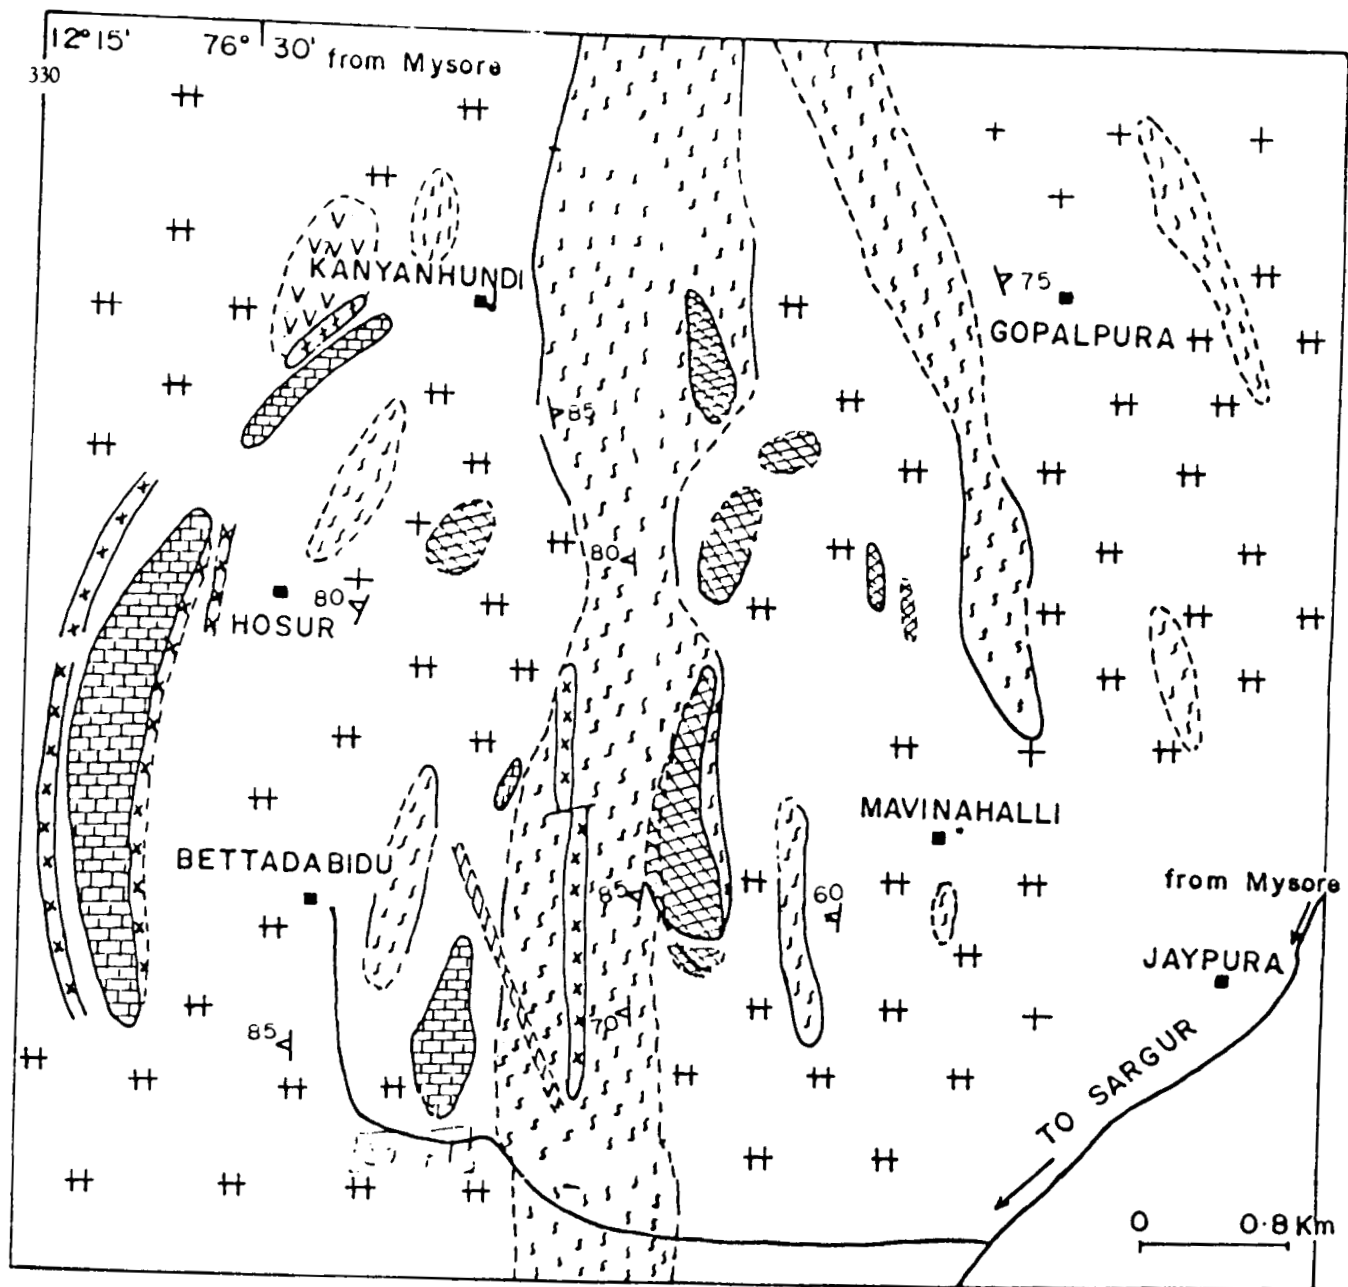 12° 15' 76° 30' from Mysore
330
KANYANHUNDI
75
GOPALPURA
85
80
80
HOSUR
MAVINAHALLI
BETTADABIDU
85
60
from Mysore
JAYPURA
70
85
TO SARGUR
0 0·8 Km